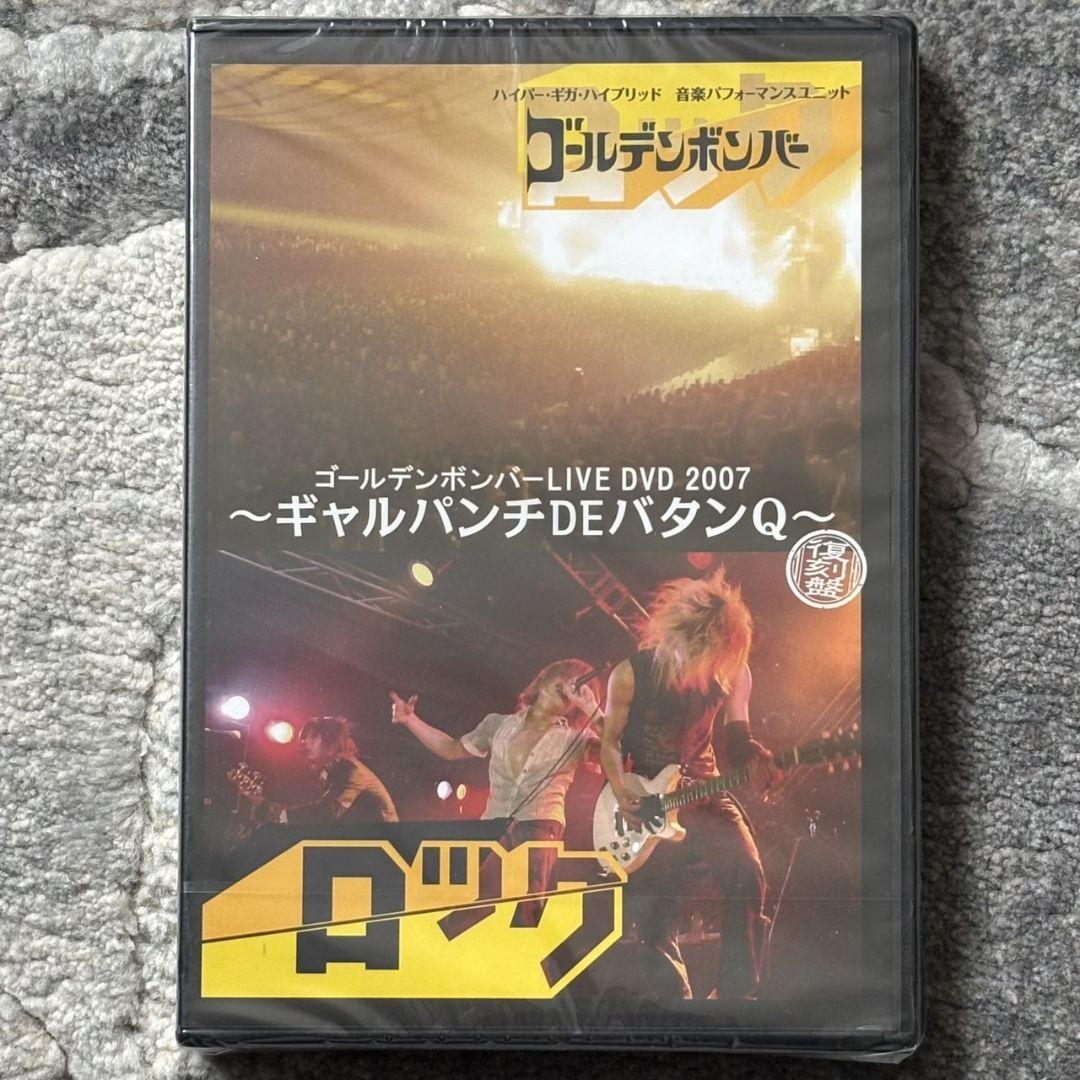 ハイパー・ギガ・ハイブリッド 音楽パフォーマンスユニット
ゴールデンボンバー
ロック
ゴールデンボンバーLIVE DVD 2007
～ギャルパンチDEバタンQ～
復刻盤
ロック